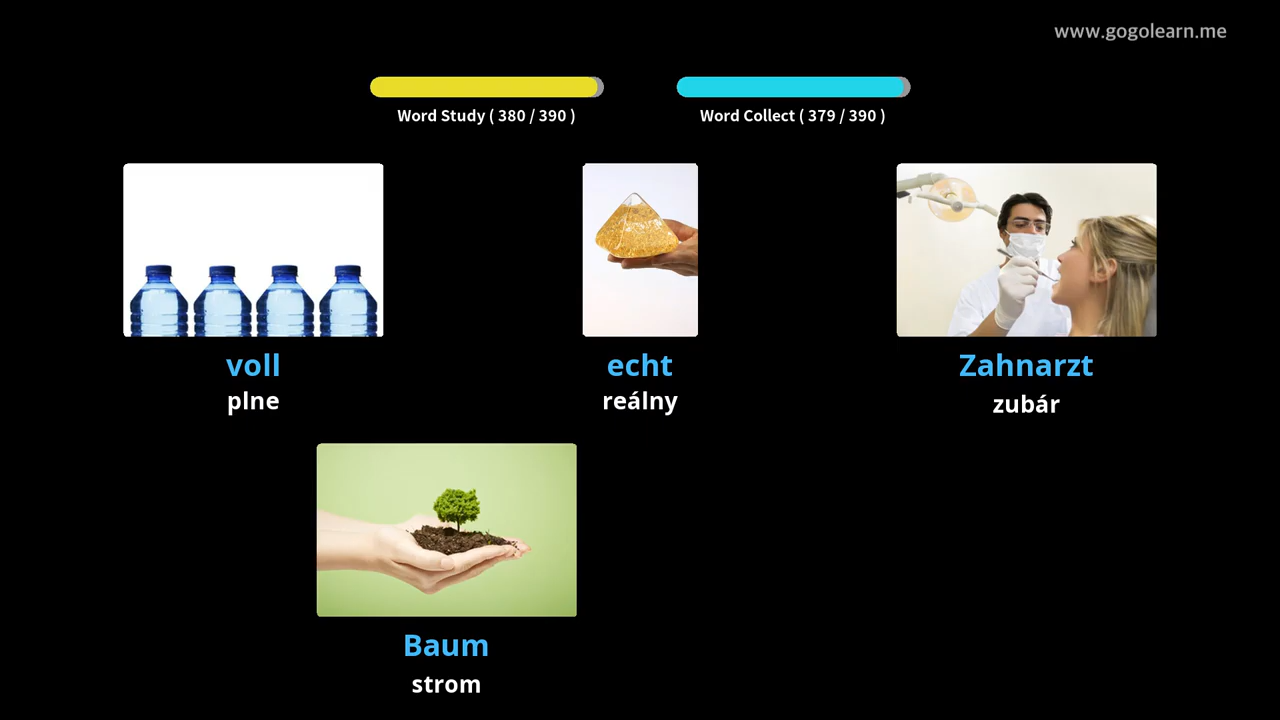 www.gogolearn.me
Word Study ( 380 / 390 )
Word Collect ( 379 / 390 )
voll
plne
echt
reálny
Zahnarzt
zubár
Baum
strom